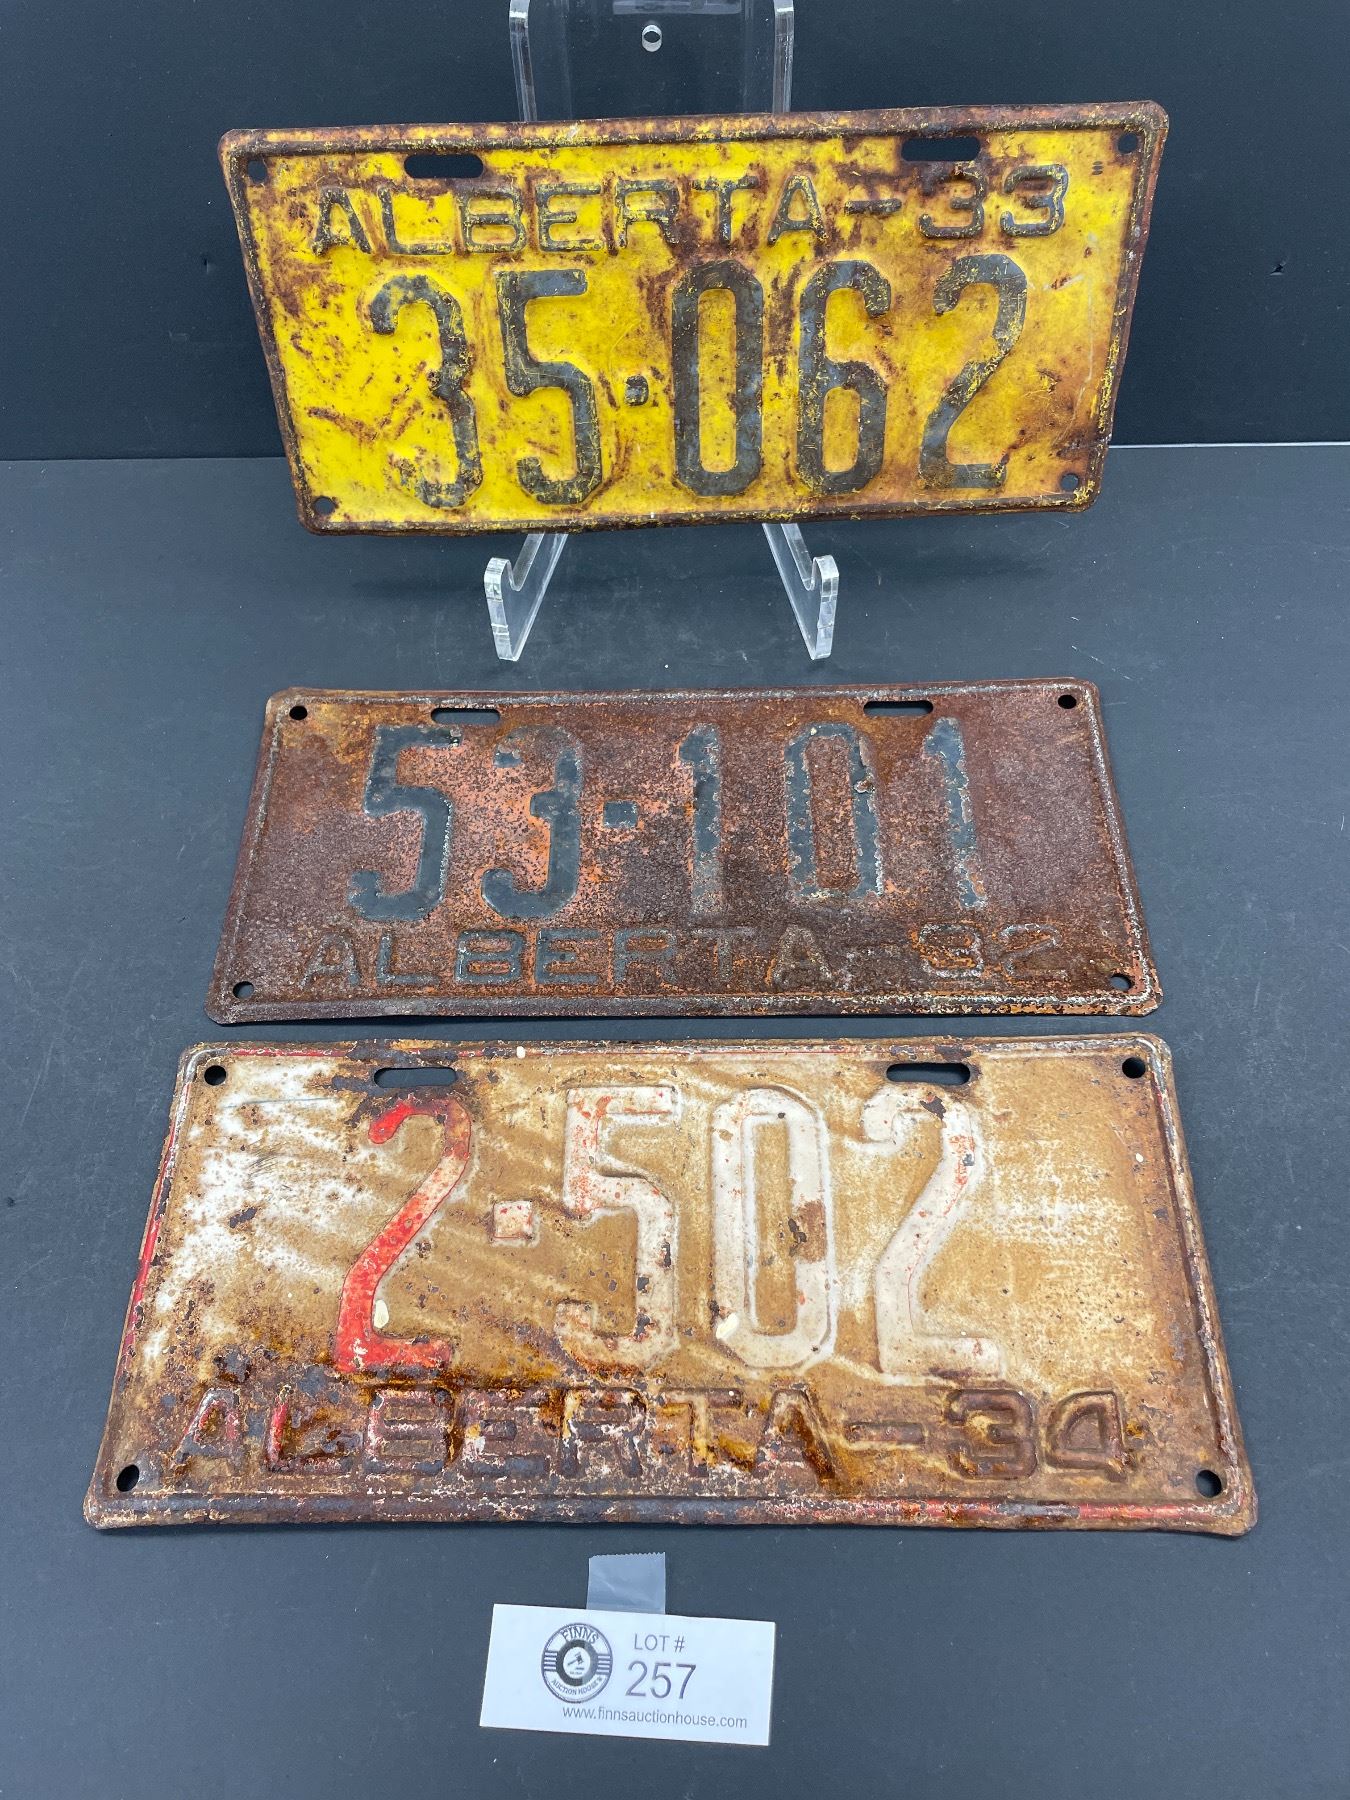 ALBERTA-33
35·062
53-101
ALBERTA-32
2-502
ALBERTA-34
FINNS
AUCTION HOUSE
LOT #
257
www.finnsauctionhouse.com